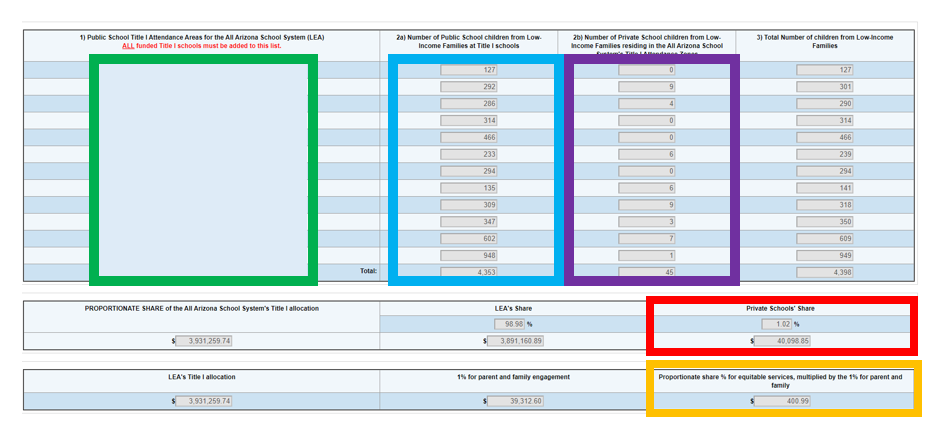 1) Public School Title I Attendance Areas for the All Arizona School System (LEA)
ALL funded Title I schools must be added to this list.
2a) Number of Public School children from Low-
Income Families at Title I schools
2b) Number of Private School children from Low-
Income Families residing in the All Arizona School
System's Title I Attendance Zones
3) Total Number of children from Low-Income
Families
127 0 127
292 9 301
286 4 290
314 0 314
466 0 466
233 6 239
294 0 294
135 6 141
309 9 318
347 3 350
602 7 609
948 1 949
Total: 4,353 45 4,398
PROPORTIONATE SHARE of the All Arizona School System's Title I allocation
LEA's Share
Private Schools' Share
98.98 % 1.02 %
$ 3,931,259.74 $ 3,891,160.89 $ 40,098.85
LEA's Title I allocation
1% for parent and family engagement
Proportionate share % for equitable services, multiplied by the 1% for parent and
family
$ 3,931,259.74 $ 39,312.60 $ 400.99